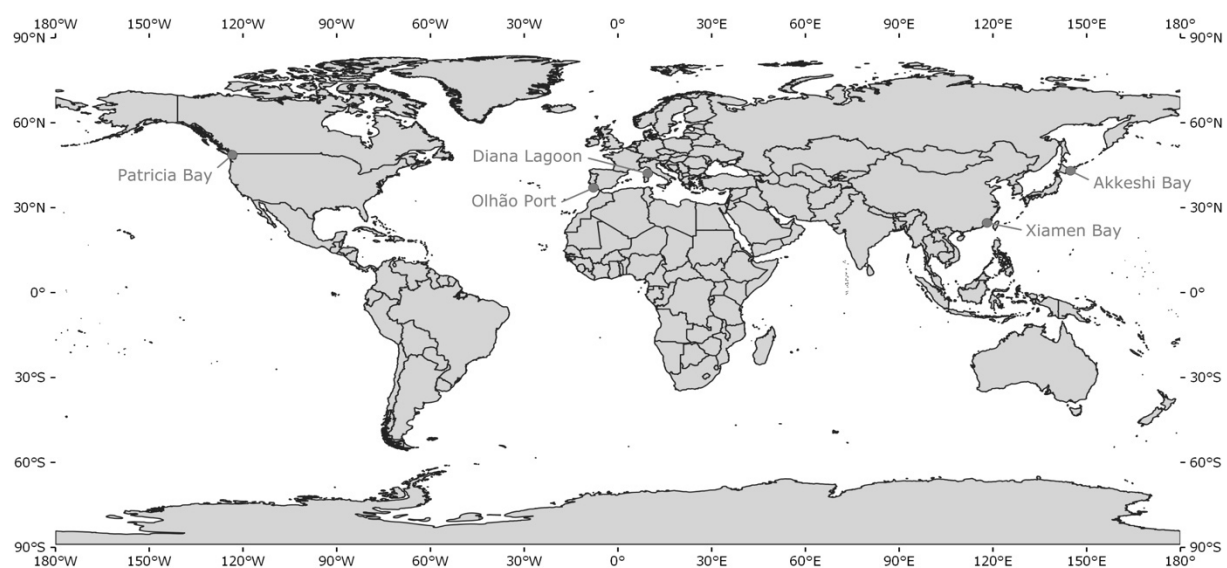 180°W 150°W 120°W 90°W 60°W 30°W 0° 30°E 60°E 90°E 120°E 150°E 180°
90°N 90°N
60°N 60°N
Diana Lagoon
Patricia Bay
Akkeshi Bay
Olhão Port
30°N 30°N
Xiamen Bay
0° 0°
30°S 30°S
60°S 60°S
90°S 90°S
180°W 150°W 120°W 90°W 60°W 30°W 0° 30°E 60°E 90°E 120°E 150°E 180°